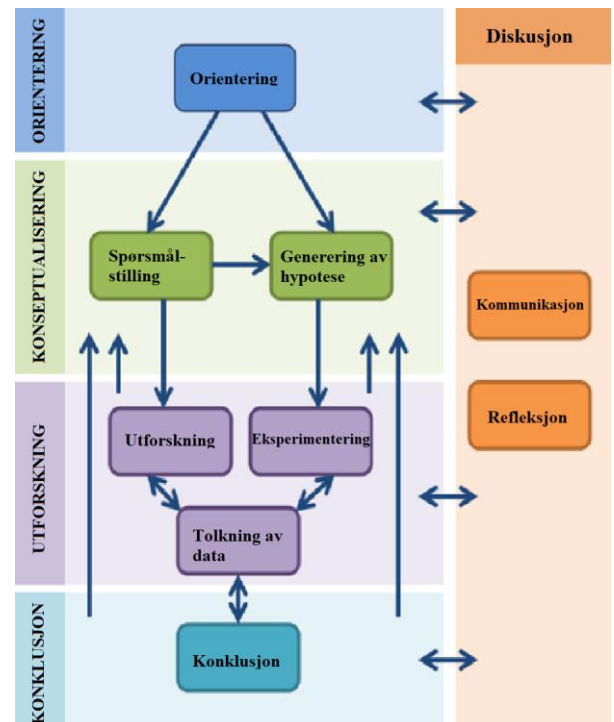 ORIENTERING
Orientering
Diskusjon
KONSEPTUALISERING
Spørsmål-
stilling
Generering av
hypotese
Kommunikasjon
Refleksjon
UTFORSKNING
Utforskning
Eksperimentering
Tolkning av
data
KONKLUSJON
Konklusjon